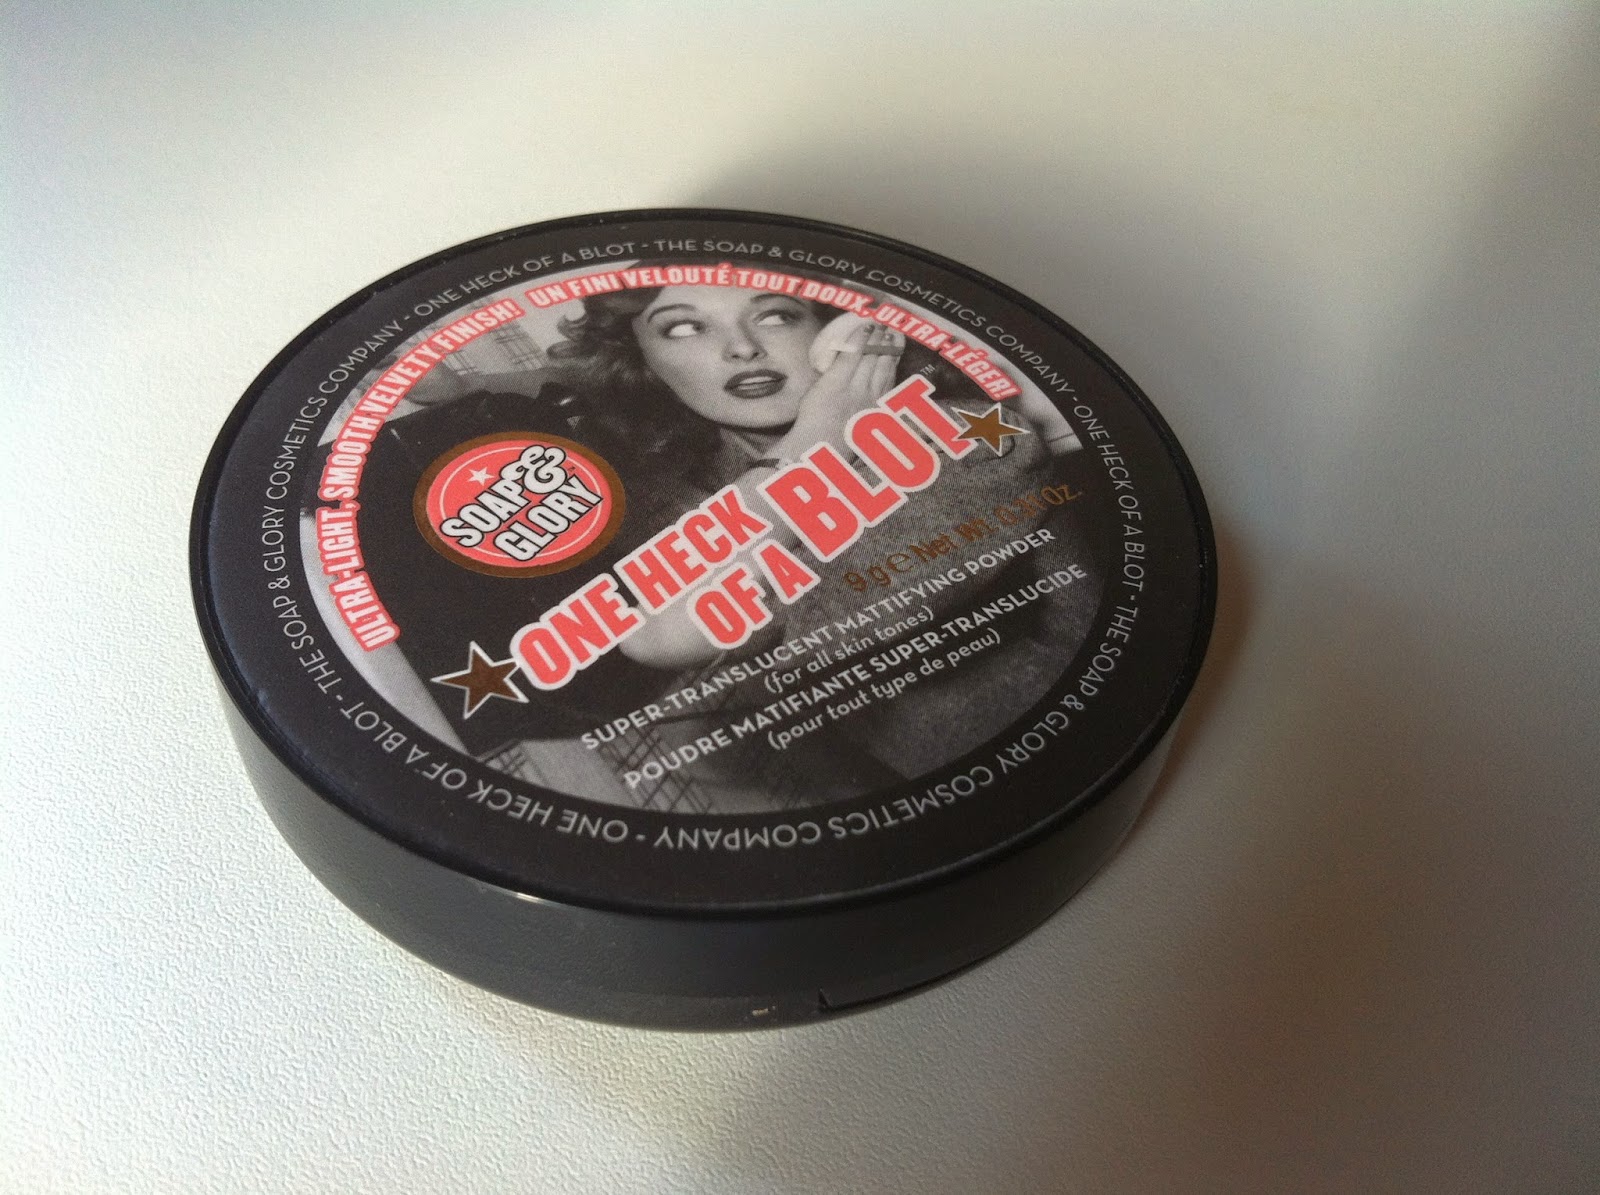 ONE HECK OF A BLOT - THE SOAP & GLORY COSMETICS COMPANY - ONE HECK OF A BLOT - THE SOAP & GLORY COSMETICS COMPANY - ONE HECK OF A BLOT - THE SOAP & GLORY COSMETICS COMPANY -
ULTRA-LIGHT, SMOOTH VELVETY FINISH! UN FINI VELOUTÉ TOUT DOUX, ULTRA-LÉGER!
SOAP &
GLORY
ONE HECK
OF A BLOT™
9 g ℮ Net Wt. 0.31 Oz.
SUPER-TRANSLUCENT MATTIFYING POWDER
(for all skin tones)
POUDRE MATIFIANTE SUPER-TRANSLUCIDE
(pour tout type de peau)